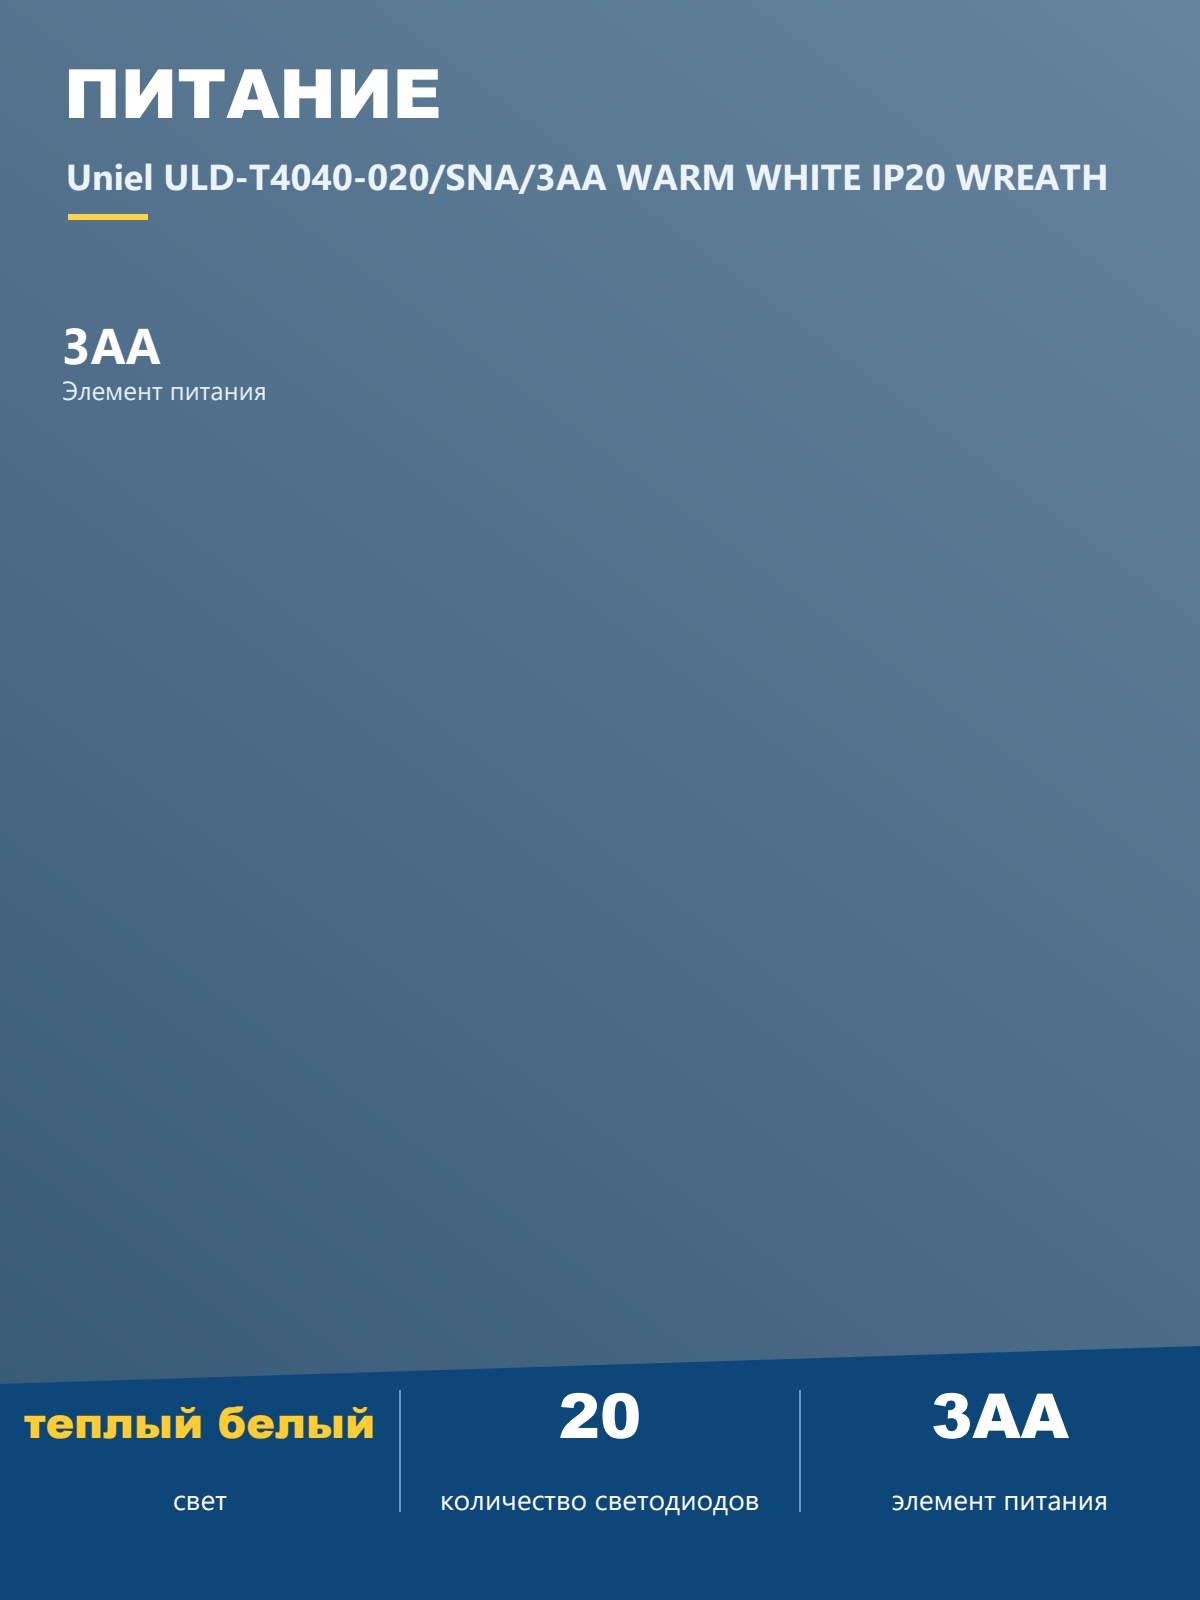 ПИТАНИЕ
Uniel ULD-T4040-020/SNA/3AA WARM WHITE IP20 WREATH
3AA
Элемент питания
теплый белый
свет
20
количество светодиодов
3AA
элемент питания